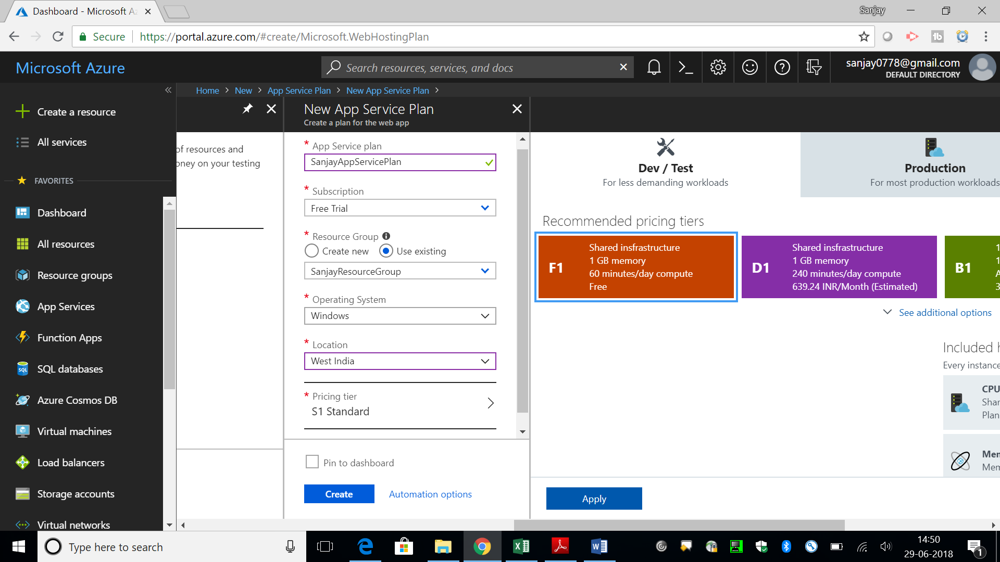 Dashboard - Microsoft Az
Sanjay
Secure
https://portal.azure.com/#create/Microsoft.WebHostingPlan
Microsoft Azure
Search resources, services, and docs
sanjay0778@gmail.com
DEFAULT DIRECTORY
Home > New > App Service Plan > New App Service Plan >
Create a resource
All services
FAVORITES
Dashboard
All resources
Resource groups
App Services
Function Apps
SQL
SQL databases
Azure Cosmos DB
Virtual machines
Load balancers
Storage accounts
Virtual networks
of resources and
oney on your testing
New App Service Plan
Create a plan for the web app
* App Service plan
SanjayAppServicePlan
* Subscription
Free Trial
* Resource Group
Create new
Use existing
SanjayResourceGroup
* Operating System
Windows
* Location
West India
* Pricing tier
S1 Standard
Pin to dashboard
Create
Automation options
Dev / Test
For less demanding workloads
Production
For most production workloads
Recommended pricing tiers
F1
Shared insfrastructure
1 GB memory
60 minutes/day compute
Free
D1
Shared insfrastructure
1 GB memory
240 minutes/day compute
639.24 INR/Month (Estimated)
B1
1
1
A
3
See additional options
Included h
Every instance
CPU
Shar
Plan
Mem
Mem
Apply
Type here to search
14:50
29-06-2018
1